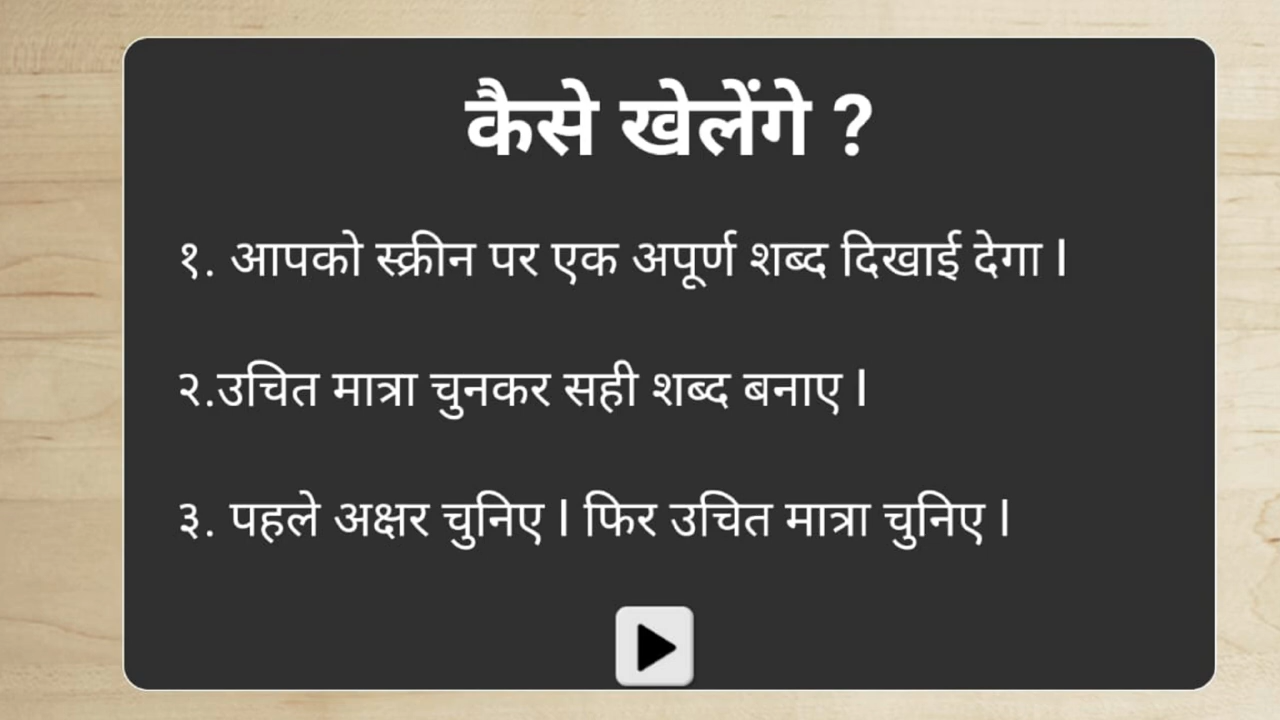 कैसे खेलेंगे ?
१. आपको स्क्रीन पर एक अपूर्ण शब्द दिखाई देगा l
२.उचित मात्रा चुनकर सही शब्द बनाए l
३. पहले अक्षर चुनिए l फिर उचित मात्रा चुनिए l